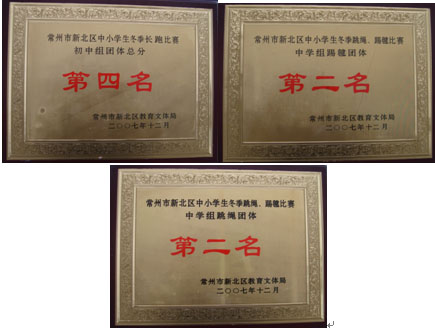 常州市新北区中小学生冬季长跑比赛
初中组团体总分
第四名
常州市新北区教育文体局
二〇〇七年十二月
常州市新北区中小学生冬季跳绳、踢毽比赛
中学组踢毽团体
第二名
常州市新北区教育文体局
二〇〇七年十二月
常州市新北区中小学生冬季跳绳、踢毽比赛
中学组跳绳团体
第二名
常州市新北区教育文体局
二〇〇七年十二月